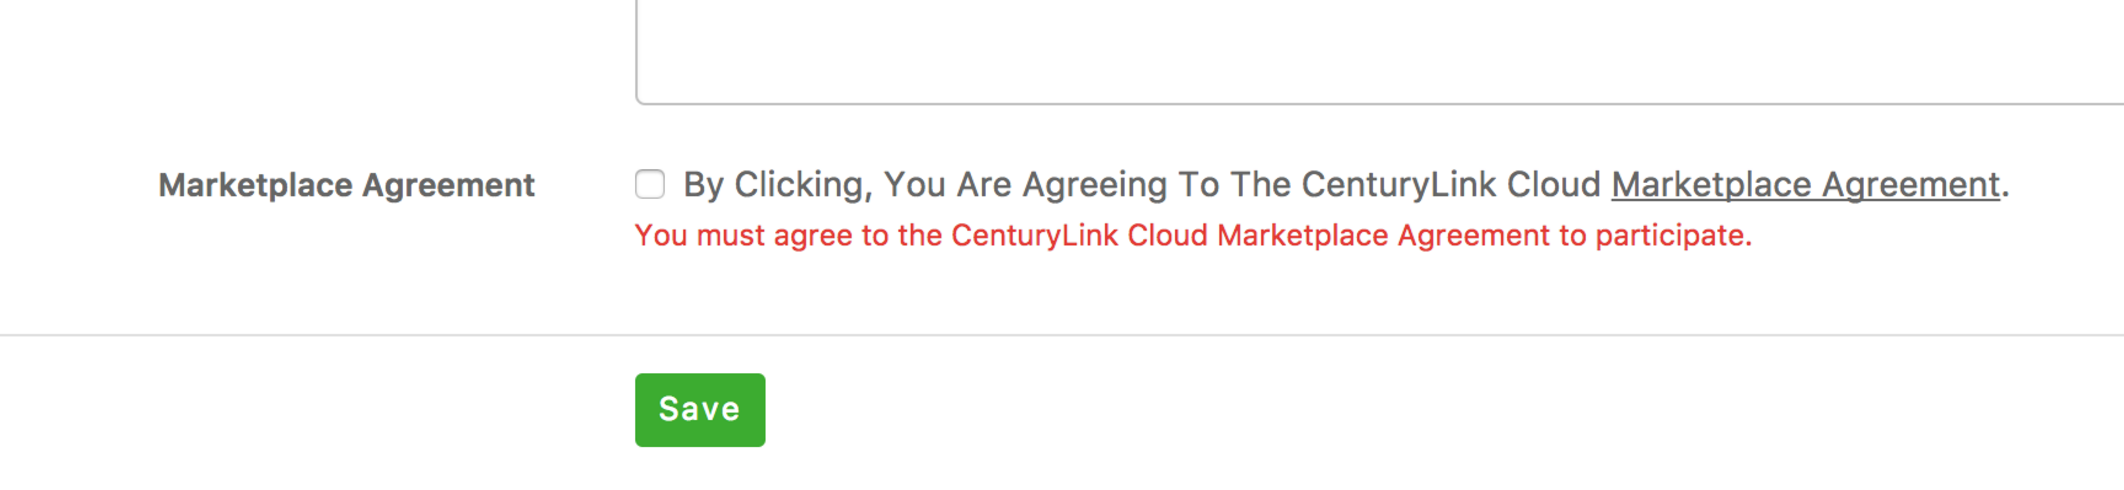 Marketplace Agreement By Clicking, You Are Agreeing To The CenturyLink Cloud Marketplace Agreement.
You must agree to the CenturyLink Cloud Marketplace Agreement to participate.
Save